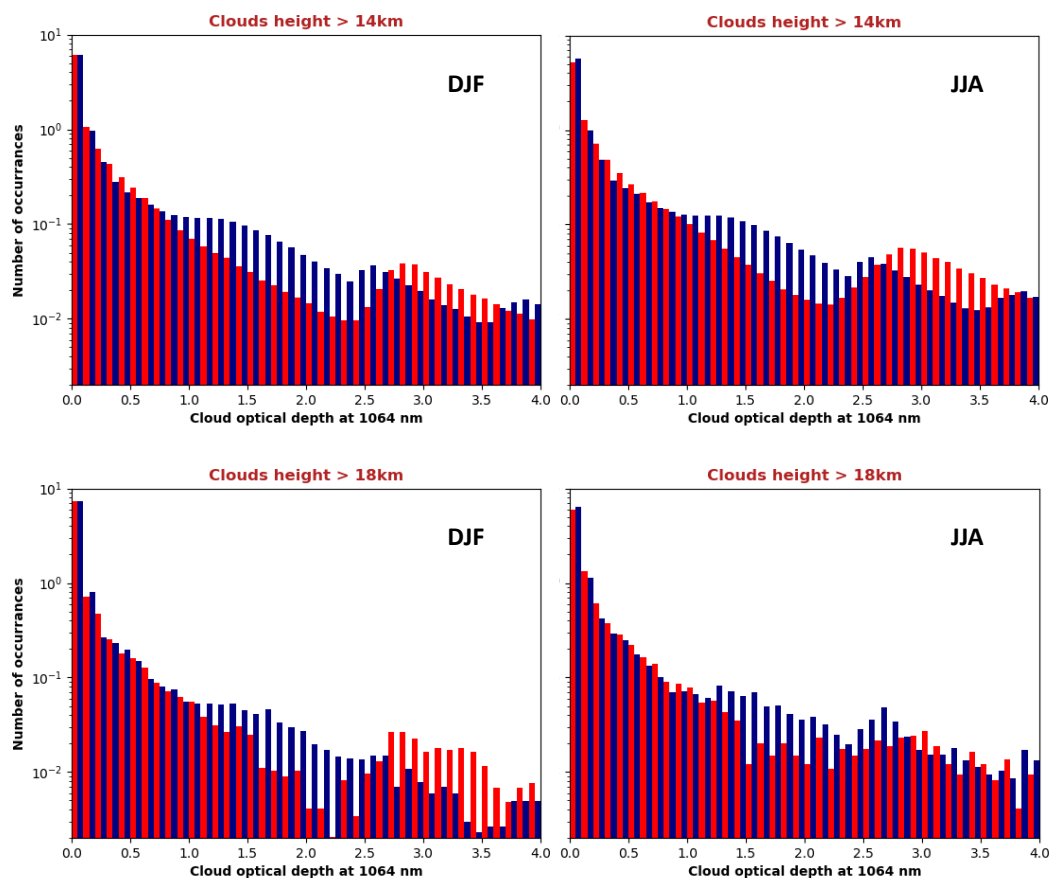 Clouds height > 14km
Clouds height > 14km
10^1
10^0
10^-1
10^-2
Number of occurrances
DJF
JJA
0.0 0.5 1.0 1.5 2.0 2.5 3.0 3.5 4.0
0.0 0.5 1.0 1.5 2.0 2.5 3.0 3.5 4.0
Cloud optical depth at 1064 nm
Cloud optical depth at 1064 nm
Clouds height > 18km
Clouds height > 18km
10^1
10^0
10^-1
10^-2
Number of occurrances
DJF
JJA
0.0 0.5 1.0 1.5 2.0 2.5 3.0 3.5 4.0
0.0 0.5 1.0 1.5 2.0 2.5 3.0 3.5 4.0
Cloud optical depth at 1064 nm
Cloud optical depth at 1064 nm